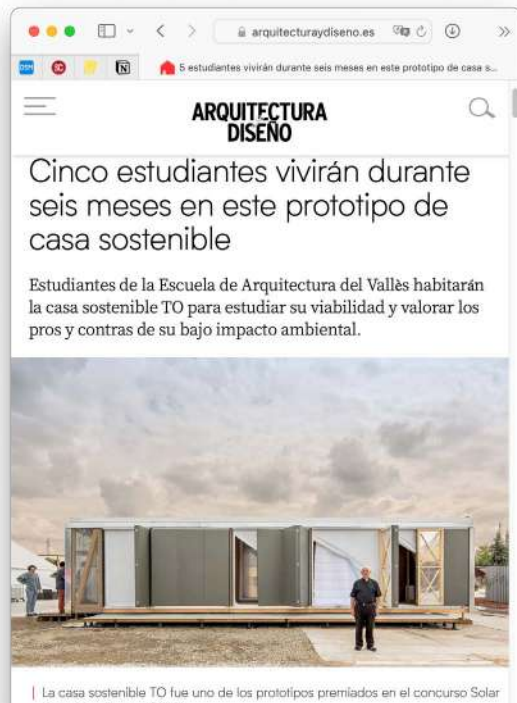 arquitecturaydiseno.es
DSM
SC
N
5 estudiantes vivirán durante seis meses en este prototipo de casa s...
ARQUITECTURA
DISEÑO
Cinco estudiantes vivirán durante
seis meses en este prototipo de
casa sostenible
Estudiantes de la Escuela de Arquitectura del Vallès habitarán
la casa sostenible TO para estudiar su viabilidad y valorar los
pros y contras de su bajo impacto ambiental.
| La casa sostenible TO fue uno de los prototipos premiados en el concurso Solar